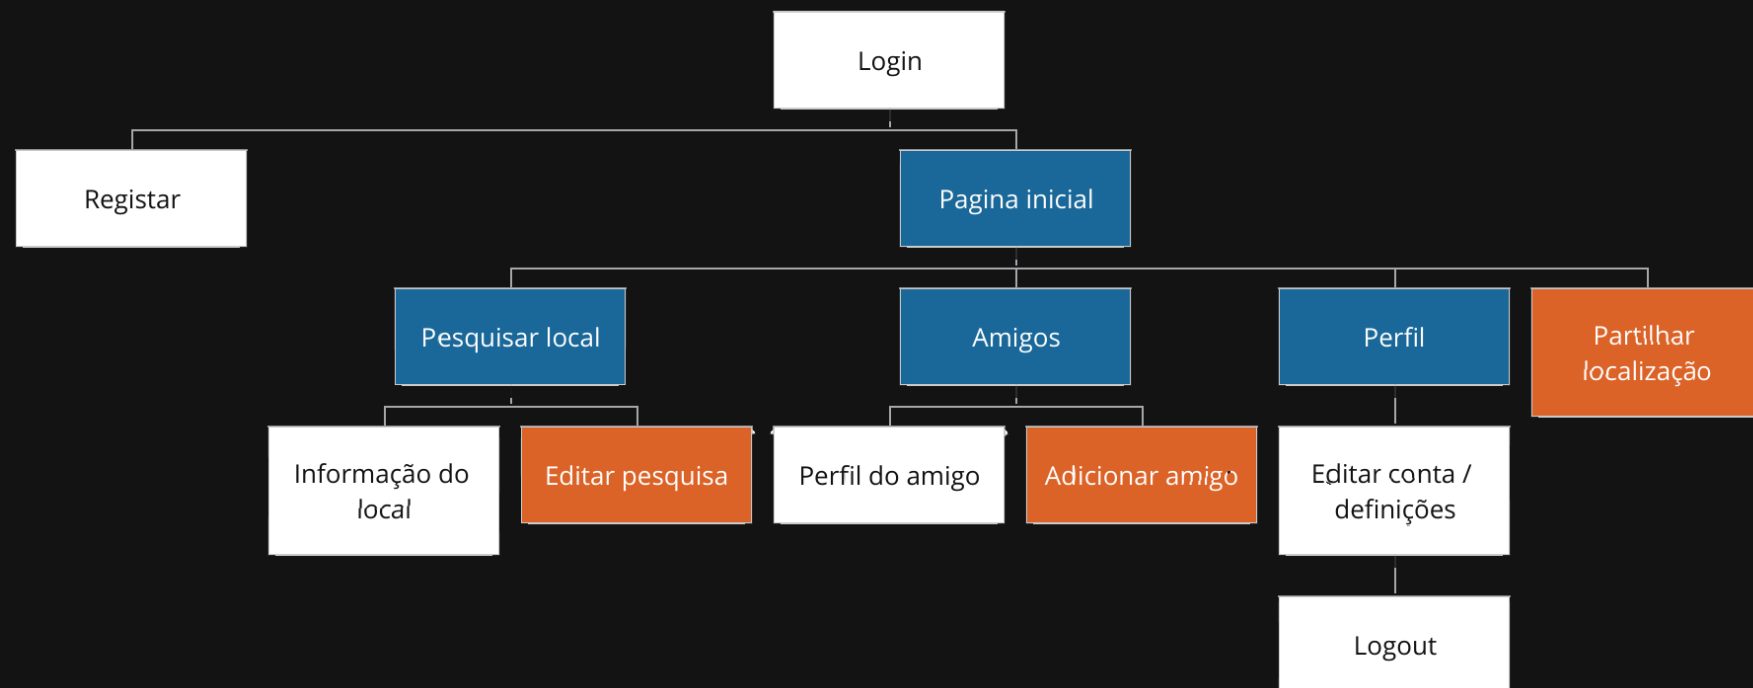 Login
Registar
Pagina inicial
Pesquisar local
Amigos
Perfil
Partilhar
localização
Informação do
local
Editar pesquisa
Perfil do amigo
Adicionar amigo
Editar conta /
definições
Logout